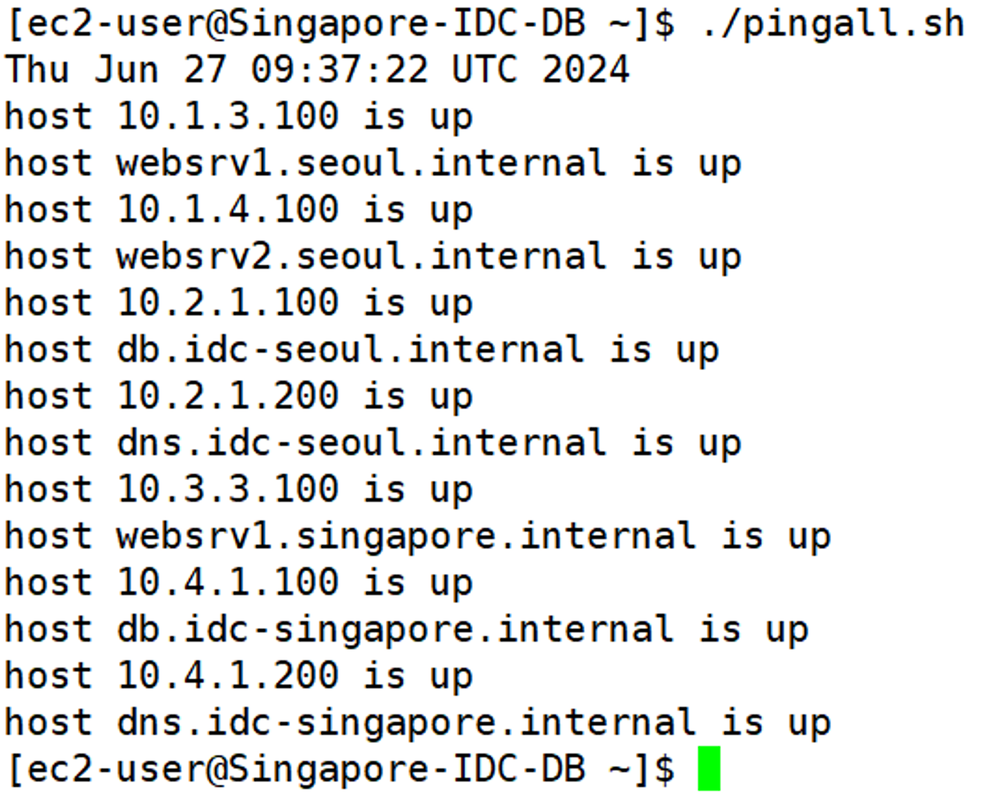 [ec2-user@Singapore-IDC-DB ~]$ ./pingall.sh
Thu Jun 27 09:37:22 UTC 2024
host 10.1.3.100 is up
host websrv1.seoul.internal is up
host 10.1.4.100 is up
host websrv2.seoul.internal is up
host 10.2.1.100 is up
host db.idc-seoul.internal is up
host 10.2.1.200 is up
host dns.idc-seoul.internal is up
host 10.3.3.100 is up
host websrv1.singapore.internal is up
host 10.4.1.100 is up
host db.idc-singapore.internal is up
host 10.4.1.200 is up
host dns.idc-singapore.internal is up
[ec2-user@Singapore-IDC-DB ~]$